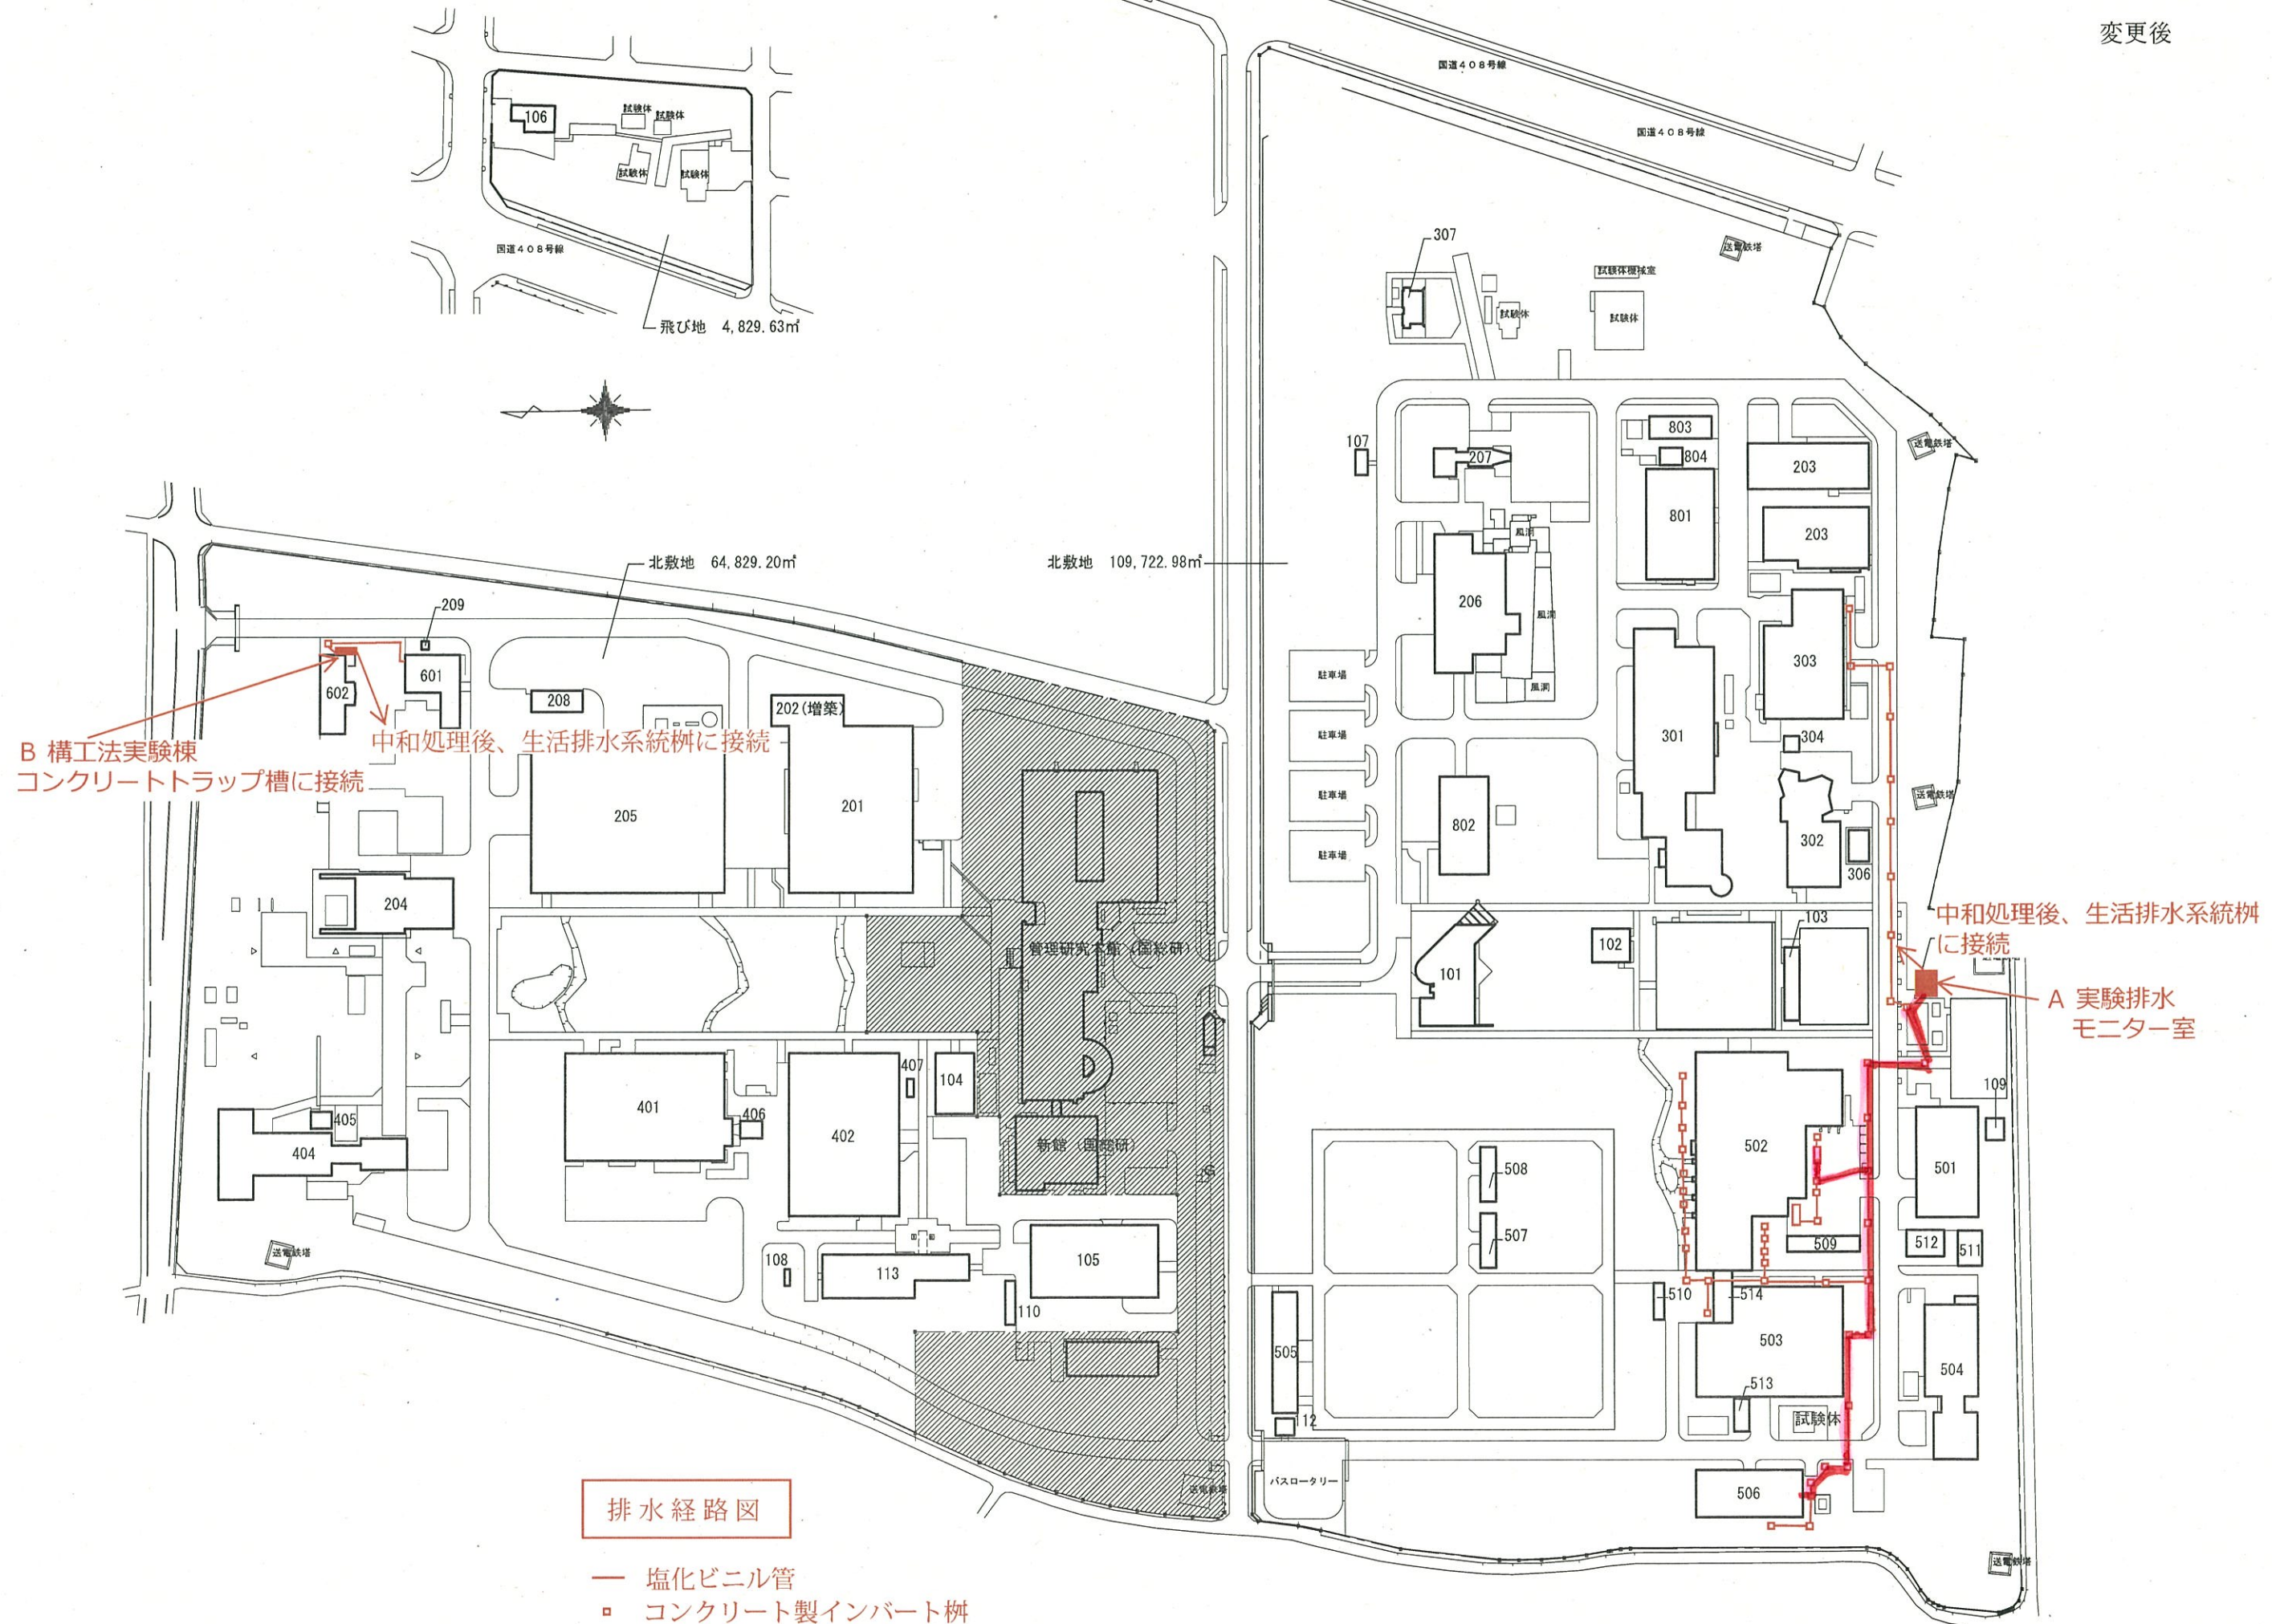 変更後
国道408号線
国道408号線
106
試験体
試験体
試験体
試験体
国道408号線
飛び地 4,829.63㎡
307
送電鉄塔
試験体機械室
試験体
試験体
107
207
803
804
203
送電鉄塔
801
203
風洞
北敷地 64,829.20㎡
北敷地 109,722.98㎡
206
風洞
209
601
602
208
202(増築)
駐車場
303
風洞
B 構工法実験棟
コンクリートトラップ槽に接続
中和処理後、生活排水系統桝に接続
駐車場
301
304
205
201
駐車場
送電鉄塔
802
302
駐車場
306
204
中和処理後、生活排水系統桝
に接続
103
管理研究本館(国総研)
102
101
A 実験排水
モニター室
407
104
109
401
406
405
402
404
新館(国総研)
502
501
508
507
509
512
511
送電鉄塔
108
113
105
110
510
514
503
505
504
513
112
試験体
バスロータリー
送電鉄塔
506
送電鉄塔
排水経路図
塩化ビニル管
コンクリート製インバート桝